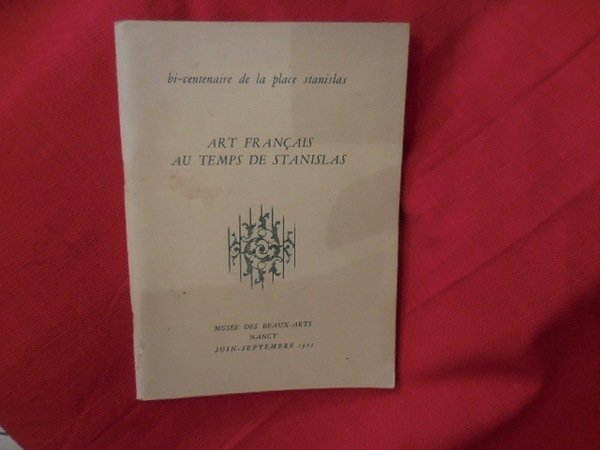 bi-centenaire de la place stanislas
ART FRANÇAIS
AU TEMPS DE STANISLAS
MUSÉE DES BEAUX-ARTS
NANCY
JUIN-SEPTEMBRE 1955